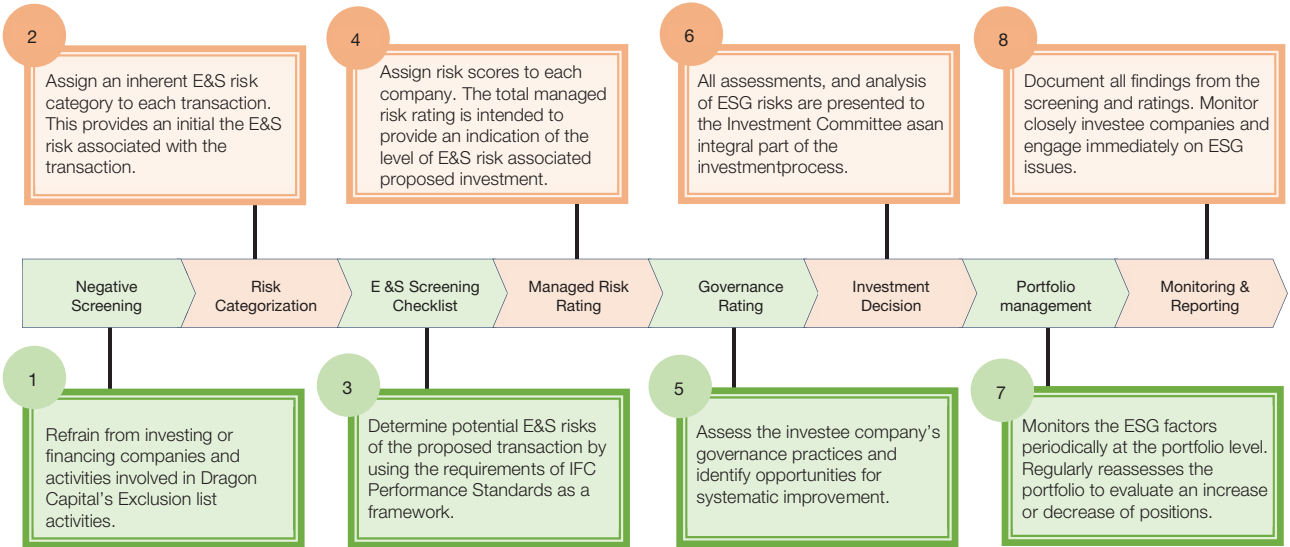 2
Assign an inherent E&S risk
category to each transaction.
This provides an initial the E&S
risk associated with the
transaction.
4
Assign risk scores to each
company. The total managed
risk rating is intended to
provide an indication of the
level of E&S risk associated
proposed investment.
6
All assessments, and analysis
of ESG risks are presented to
the Investment Committee asan
integral part of the
investmentprocess.
8
Document all findings from the
screening and ratings. Monitor
closely investee companies and
engage immediately on ESG
issues.
Negative
Screening
Risk
Categorization
E &S Screening
Checklist
Managed Risk
Rating
Governance
Rating
Investment
Decision
Portfolio
management
Monitoring &
Reporting
1
Refrain from investing or
financing companies and
activities involved in Dragon
Capital's Exclusion list
activities.
3
Determine potential E&S risks
of the proposed transaction by
using the requirements of IFC
Performance Standards as a
framework.
5
Assess the investee company's
governance practices and
identify opportunities for
systematic improvement.
7
Monitors the ESG factors
periodically at the portfolio level.
Regularly reassesses the
portfolio to evaluate an increase
or decrease of positions.